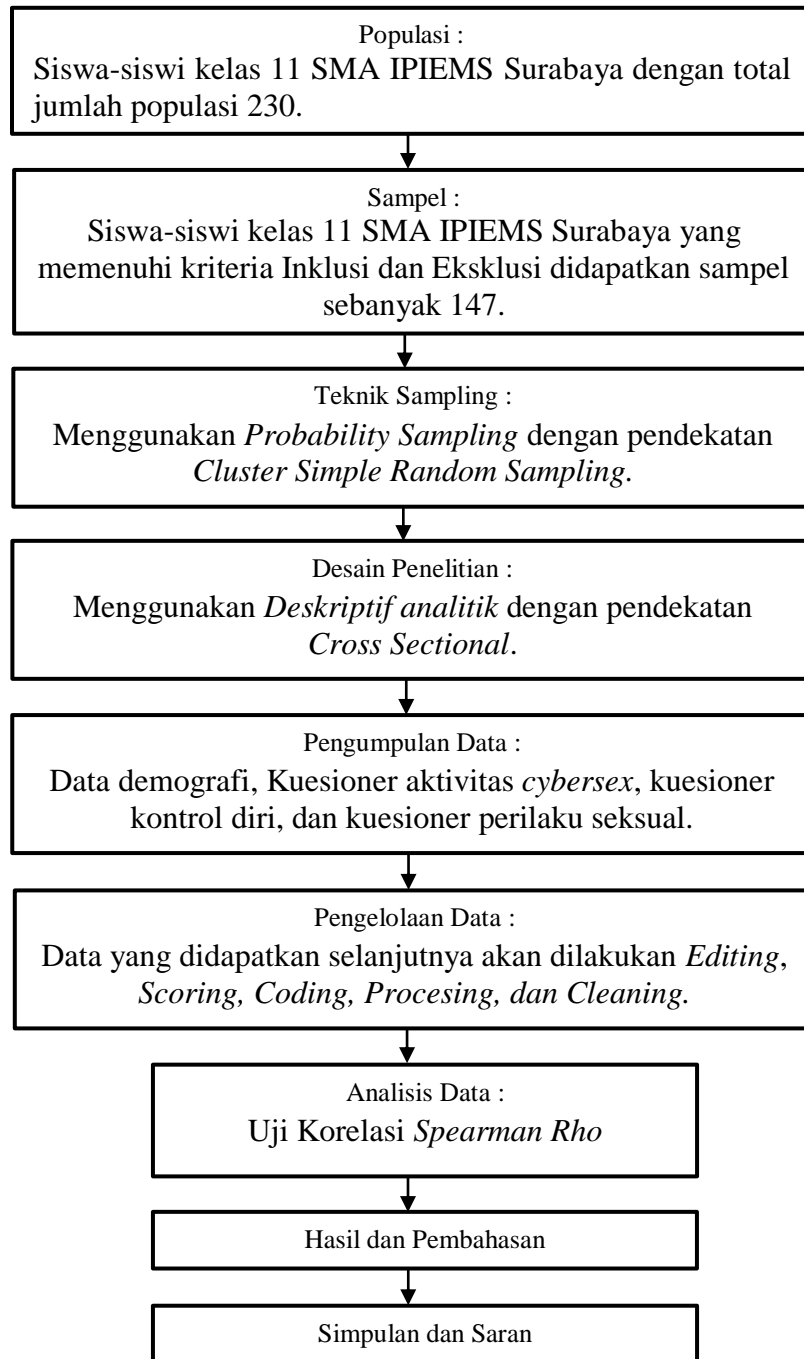 Populasi :
Siswa-siswi kelas 11 SMA IPIEMS Surabaya dengan total
jumlah populasi 230.
Sampel :
Siswa-siswi kelas 11 SMA IPIEMS Surabaya yang
memenuhi kriteria Inklusi dan Eksklusi didapatkan sampel
sebanyak 147.
Teknik Sampling :
Menggunakan Probability Sampling dengan pendekatan
Cluster Simple Random Sampling.
Desain Penelitian :
Menggunakan Deskriptif analitik dengan pendekatan
Cross Sectional.
Pengumpulan Data :
Data demografi, Kuesioner aktivitas cybersex, kuesioner
kontrol diri, dan kuesioner perilaku seksual.
Pengelolaan Data :
Data yang didapatkan selanjutnya akan dilakukan Editing,
Scoring, Coding, Procesing, dan Cleaning.
Analisis Data :
Uji Korelasi Spearman Rho
Hasil dan Pembahasan
Simpulan dan Saran